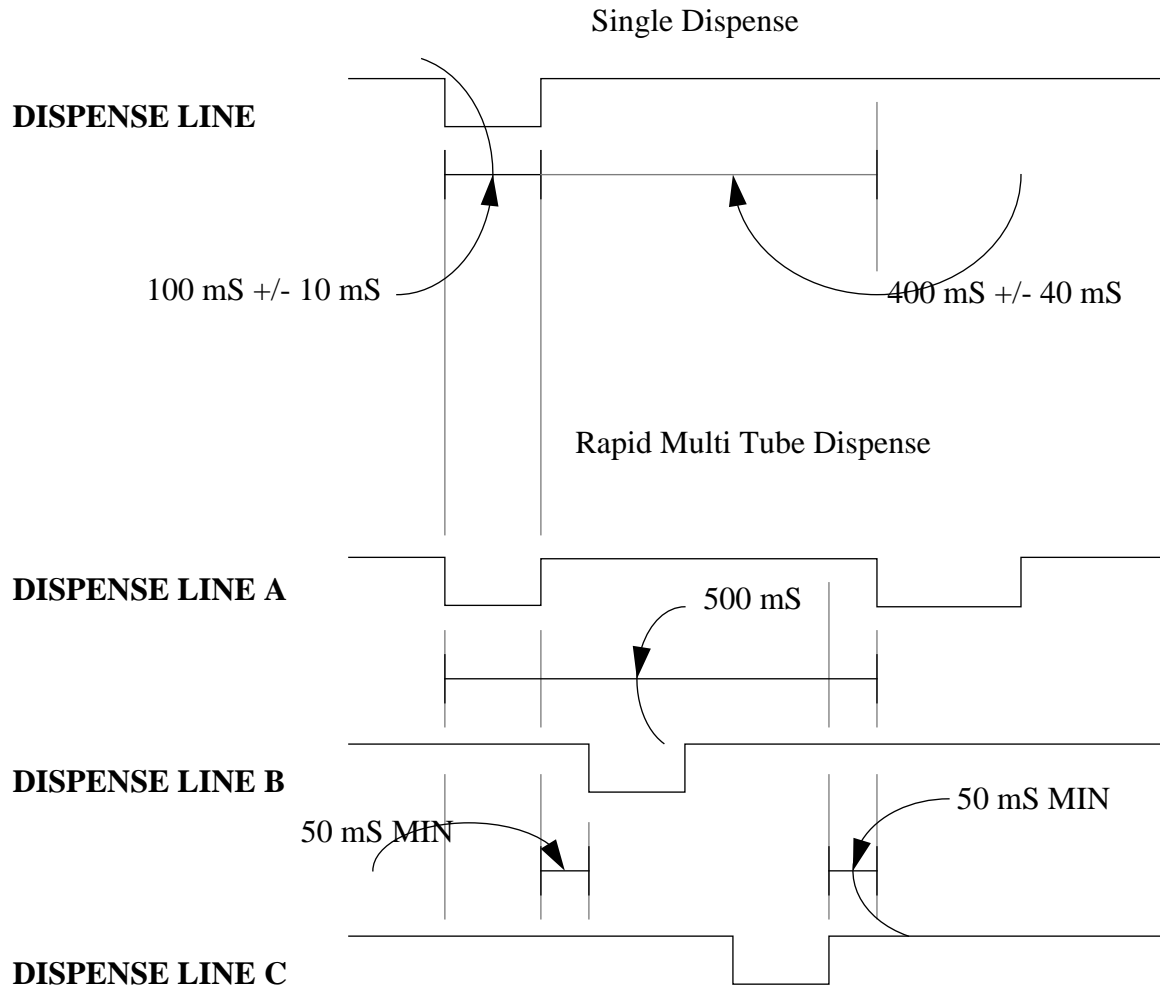 Single Dispense
DISPENSE LINE
100 mS +/- 10 mS
400 mS +/- 40 mS
Rapid Multi Tube Dispense
DISPENSE LINE A
500 mS
DISPENSE LINE B
50 mS MIN
50 mS MIN
DISPENSE LINE C